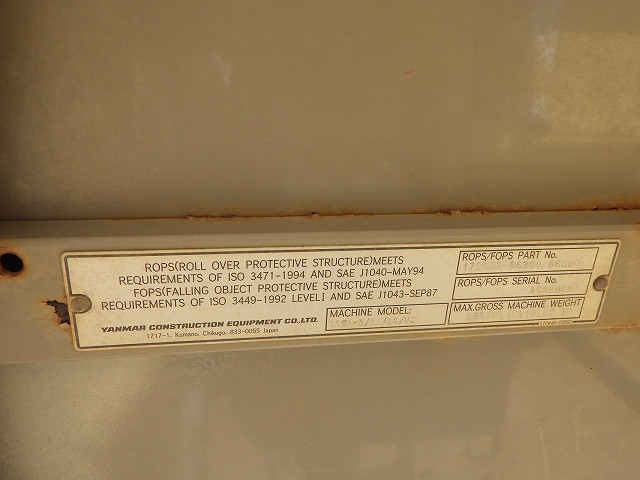 ROPS(ROLL OVER PROTECTIVE STRUCTURE)MEETS
REQUIREMENTS OF ISO 3471-1994 AND SAE J1040-MAY94
FOPS(FALLING OBJECT PROTECTIVE STRUCTURE)MEETS
REQUIREMENTS OF ISO 3449-1992 LEVELI AND SAE J1043-SEP87
YANMAR CONSTRUCTION EQUIPMENT CO.,LTD.
1717-1, Kumano, Chikugo, 833-0055 Japan
MACHINE MODEL:
ROPS/FOPS PART No.
ROPS/FOPS SERIAL No.
MAX.GROSS MACHINE WEIGHT